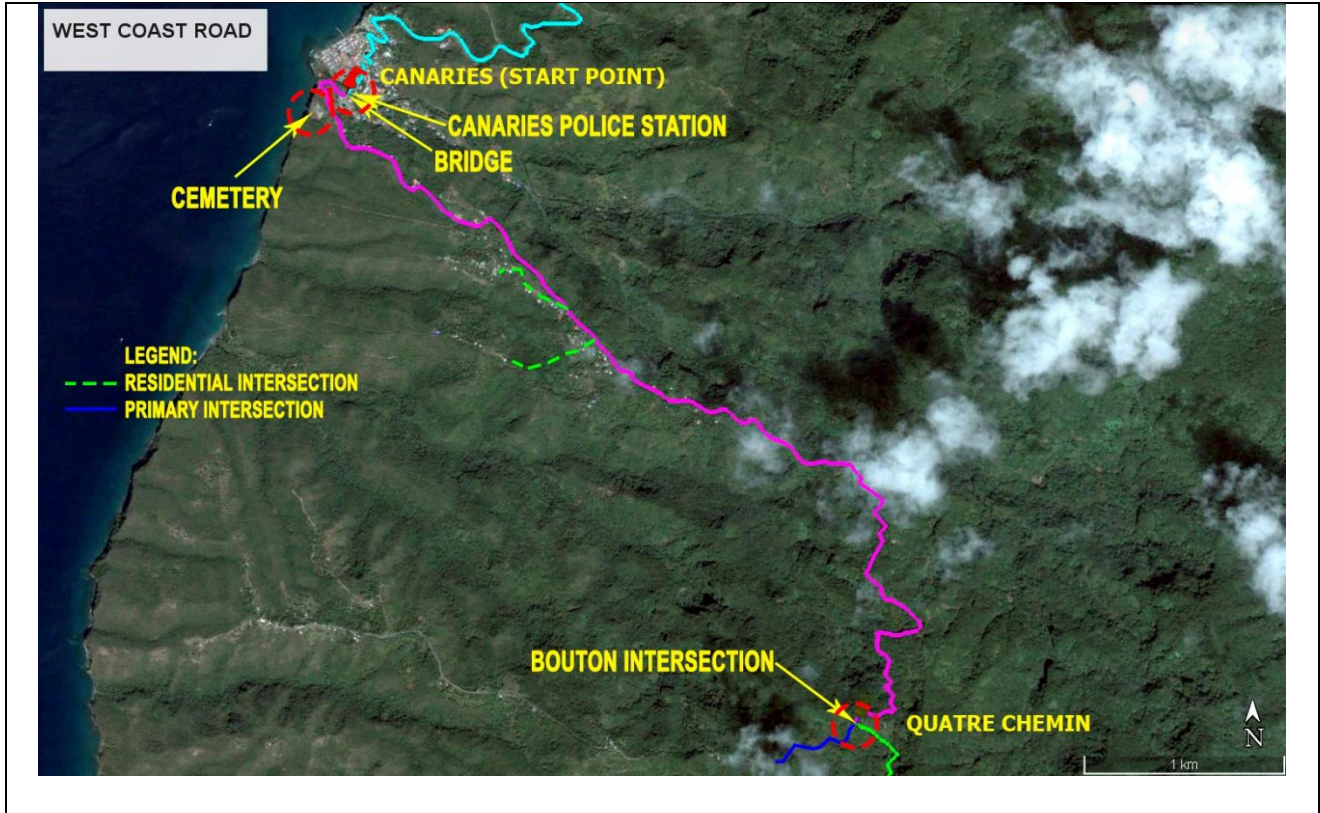 WEST COAST ROAD
CANARIES (START POINT)
CANARIES POLICE STATION
BRIDGE
CEMETERY
LEGEND:
RESIDENTIAL INTERSECTION
PRIMARY INTERSECTION
BOUTON INTERSECTION
QUATRE CHEMIN
N
1 km